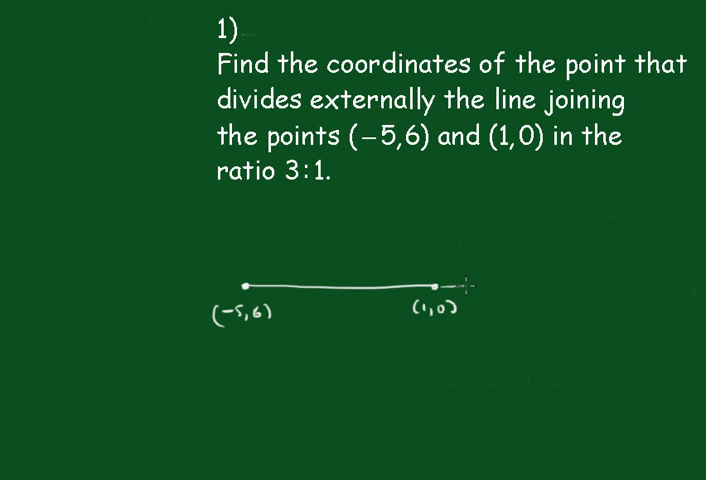 1)
Find the coordinates of the point that
divides externally the line joining
the points (−5,6) and (1,0) in the
ratio 3:1.
(−5,6) (1,0)